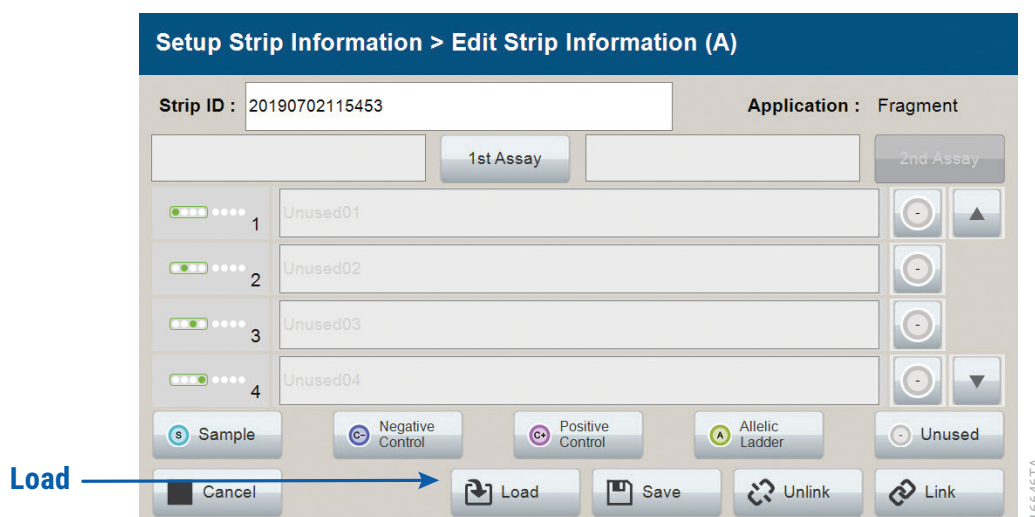 Setup Strip Information > Edit Strip Information (A)
Strip ID : 20190702115453 Application : Fragment
1st Assay 2nd Assay
1 Unused01 -
2 Unused02 -
3 Unused03 -
4 Unused04 -
S Sample C- Negative Control C+ Positive Control A Allelic Ladder - Unused
Load Cancel Load Save Unlink Link